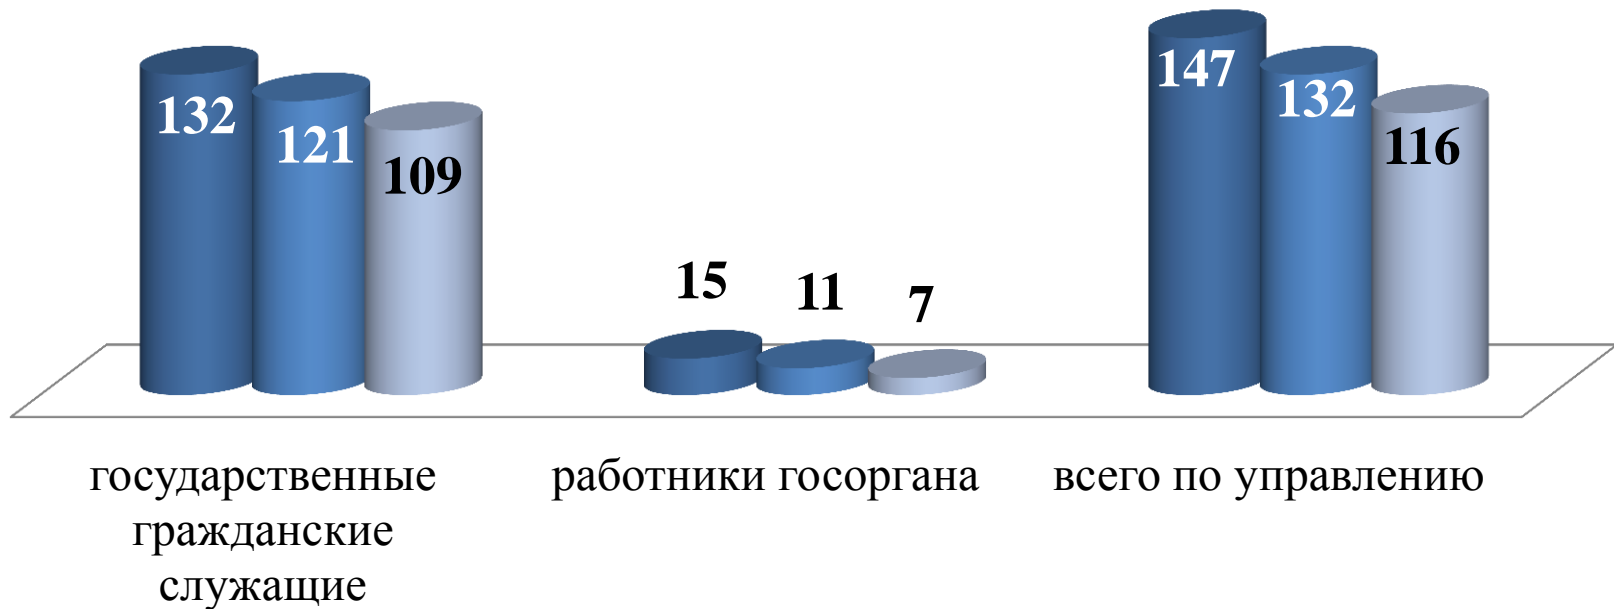 132
121
109
15
11
7
147
132
116
государственные
гражданские
служащие
работники госоргана
всего по управлению